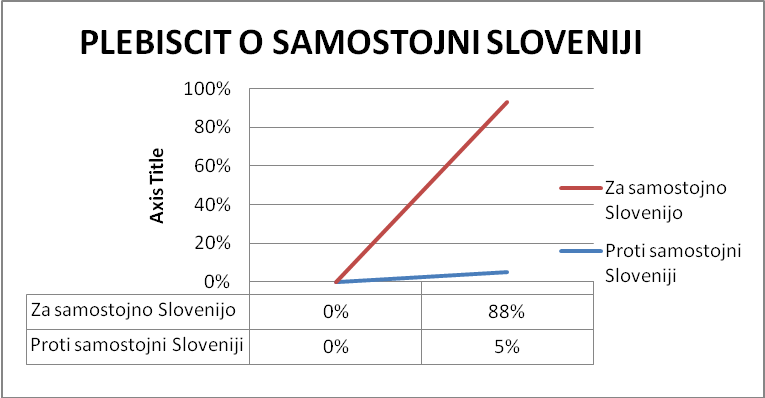 PLEBISCIT O SAMOSTOJNI SLOVENIJI
100%
80%
60%
40%
20%
0%
Axis Title
Za samostojno
Slovenijo
Proti samostojni
Sloveniji
Za samostojno Slovenijo 0% 88%
Proti samostojni Sloveniji 0% 5%